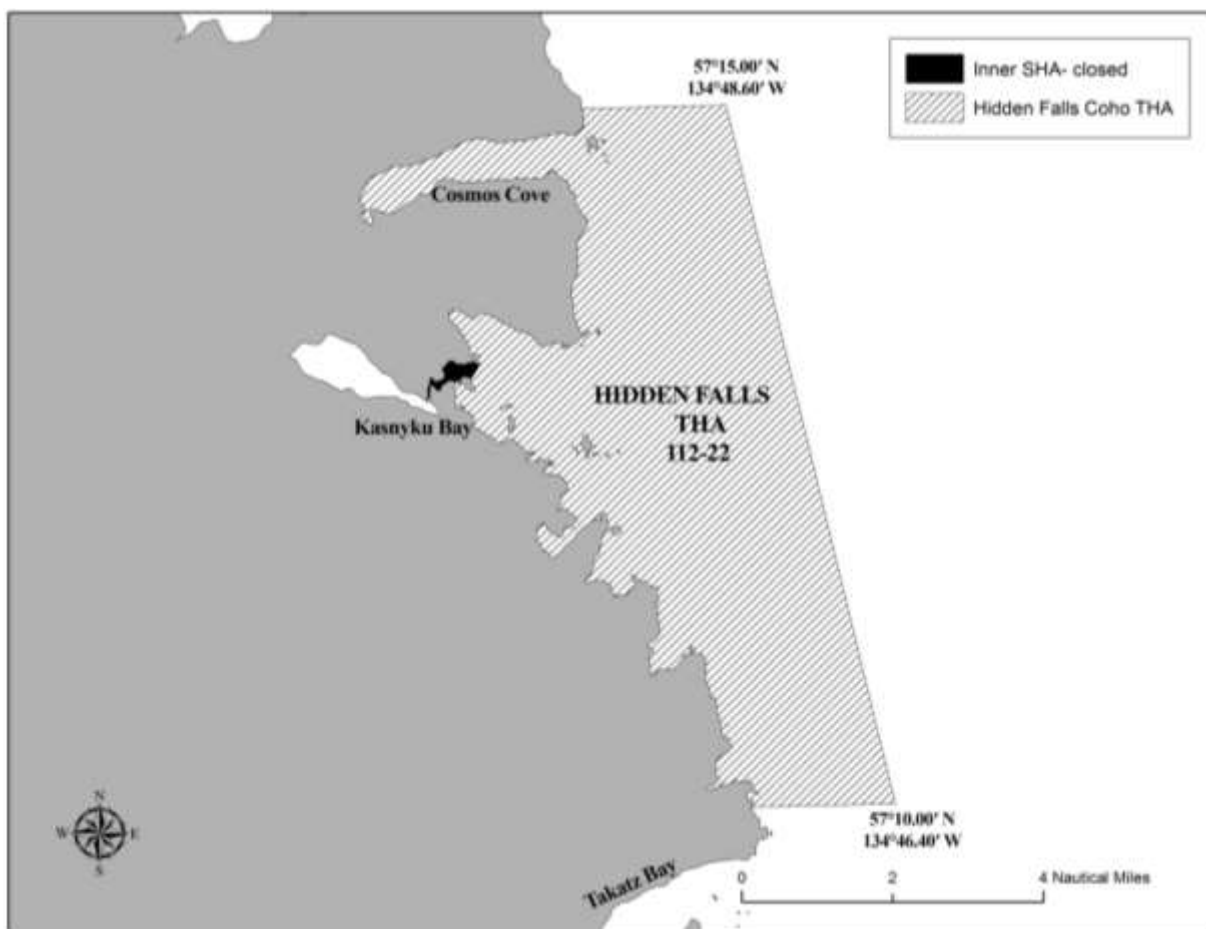 57°15.00' N
134°48.60' W
Inner SHA- closed
Hidden Falls Coho THA
Cosmos Cove
HIDDEN FALLS
THA
112-22
Kasnyku Bay
N
W E
S
57°10.00' N
134°46.40' W
Takatz Bay
0 2 4 Nautical Miles